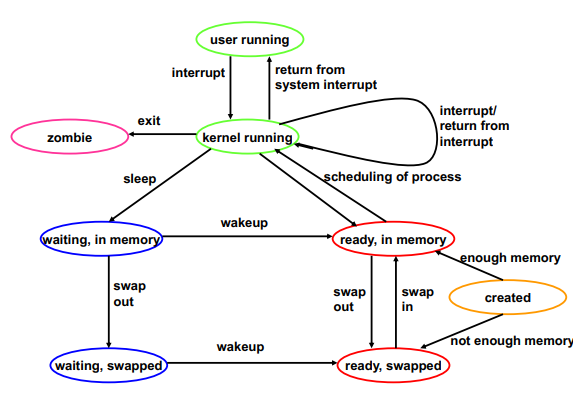 user running
interrupt
return from
system interrupt
exit
interrupt/
return from
interrupt
zombie
kernel running
sleep
scheduling of process
wakeup
waiting, in memory
ready, in memory
enough memory
swap
out
swap
out
swap
in
created
not enough memory
wakeup
waiting, swapped
ready, swapped